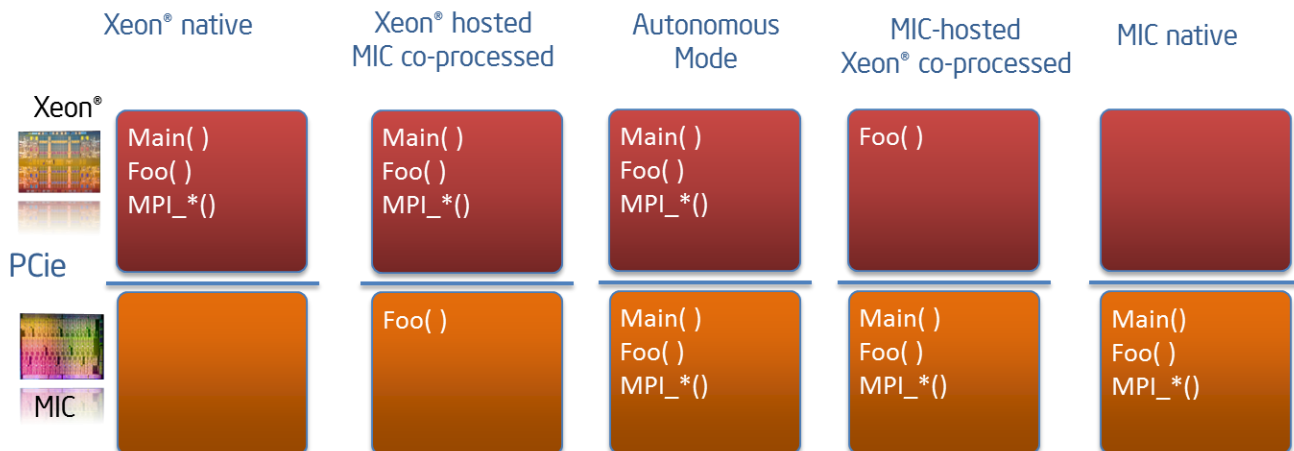 Xeon® native
Xeon® hosted
MIC co-processed
Autonomous
Mode
MIC-hosted
Xeon® co-processed
MIC native
Xeon®
Main( )
Foo( )
MPI_*()
Main( )
Foo( )
MPI_*()
Main( )
Foo( )
MPI_*()
Foo( )
PCie
MIC
Foo( )
Main( )
Foo( )
MPI_*()
Main( )
Foo( )
MPI_*()
Main()
Foo( )
MPI_*()